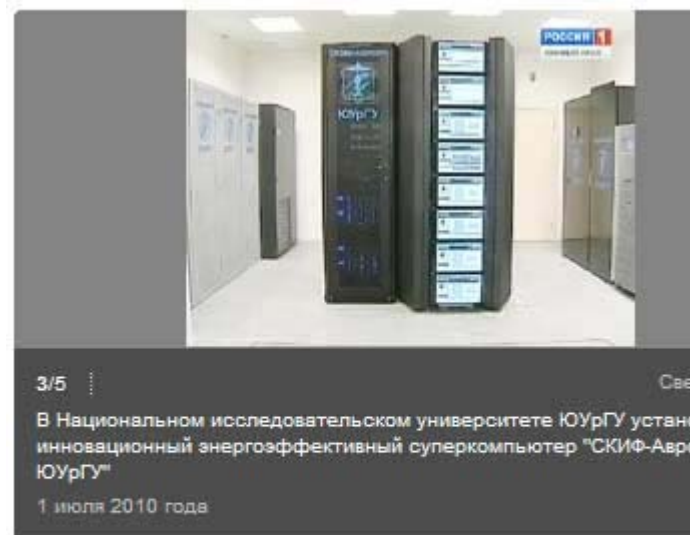 РОССИЯ 1
ЮУрГУ
3/5
В Национальном исследовательском университете ЮУрГУ
инновационный энергоэффективный суперкомпьютер
ЮУрГУ"
1 июля 2010 года